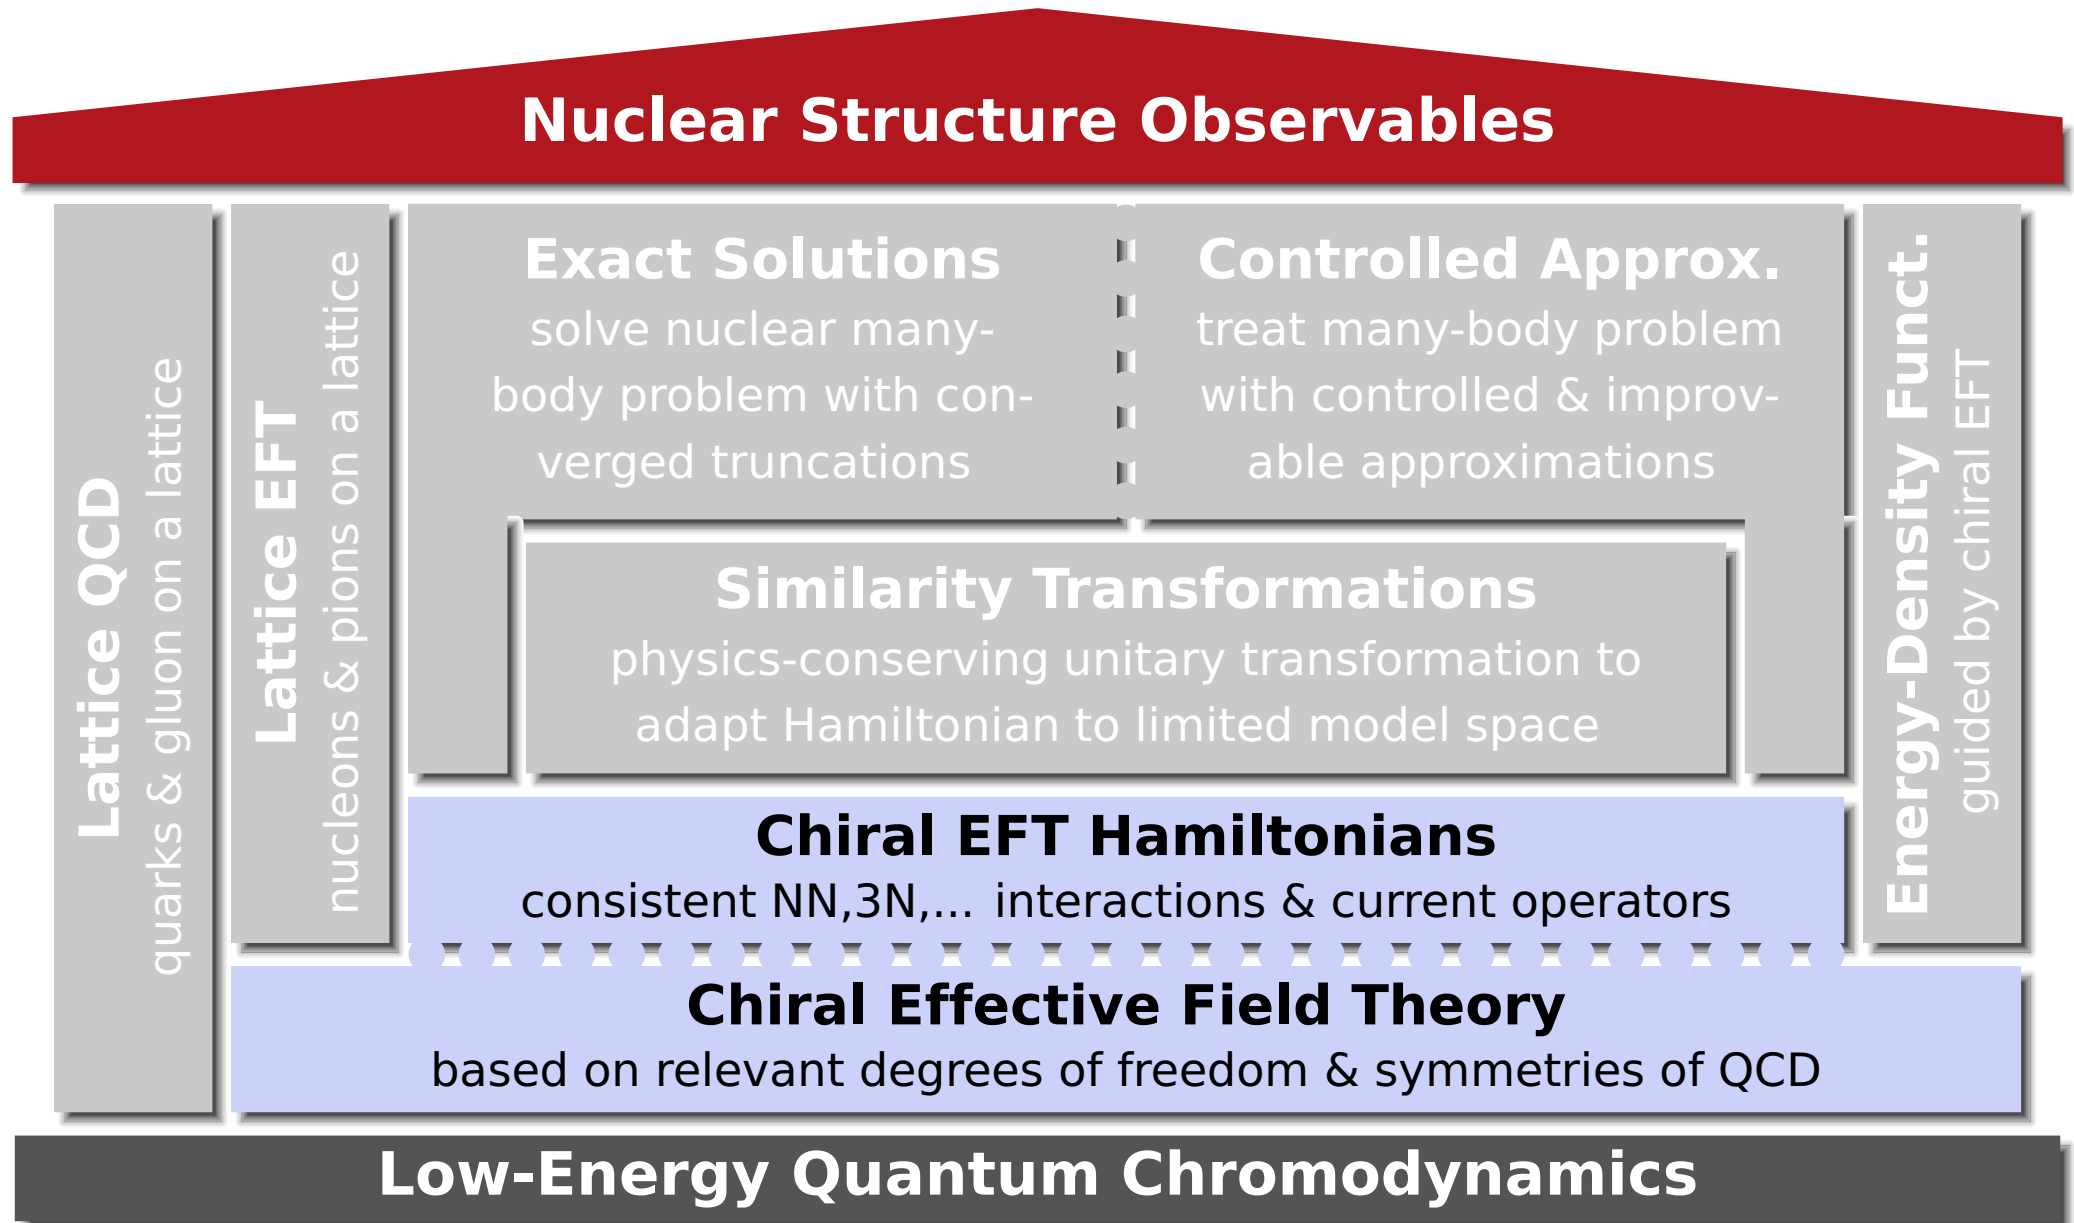 Nuclear Structure Observables
Lattice QCD
quarks & gluon on a lattice
Lattice EFT
nucleons & pions on a lattice
Exact Solutions
solve nuclear many-
body problem with con-
verged truncations
Controlled Approx.
treat many-body problem
with controlled & improv-
able approximations
Energy-Density Funct.
guided by chiral EFT
Similarity Transformations
physics-conserving unitary transformation to
adapt Hamiltonian to limited model space
Chiral EFT Hamiltonians
consistent NN,3N,... interactions & current operators
Chiral Effective Field Theory
based on relevant degrees of freedom & symmetries of QCD
Low-Energy Quantum Chromodynamics